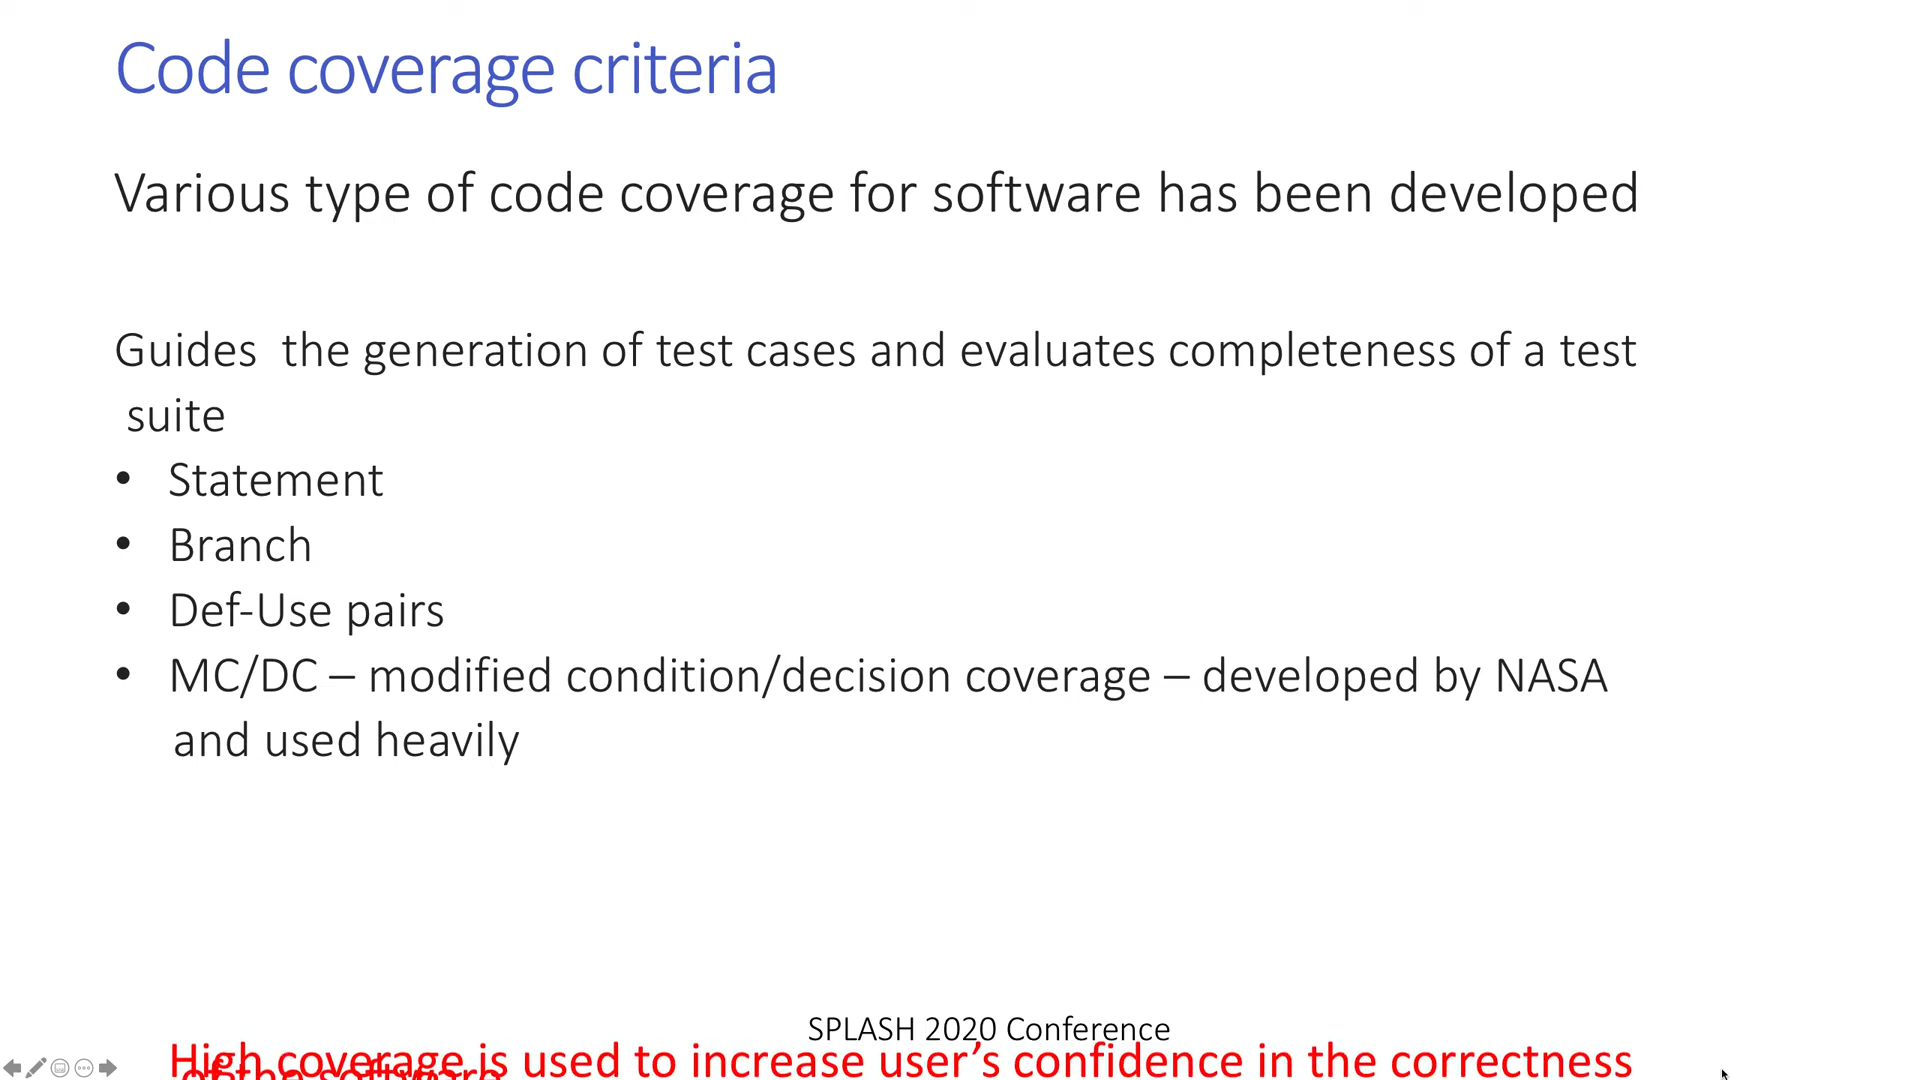 Code coverage criteria
Various type of code coverage for software has been developed
Guides  the generation of test cases and evaluates completeness of a test
suite
• Statement
• Branch
• Def-Use pairs
• MC/DC – modified condition/decision coverage – developed by NASA
and used heavily
SPLASH 2020 Conference
High coverage is used to increase user’s confidence in the correctness
of the software